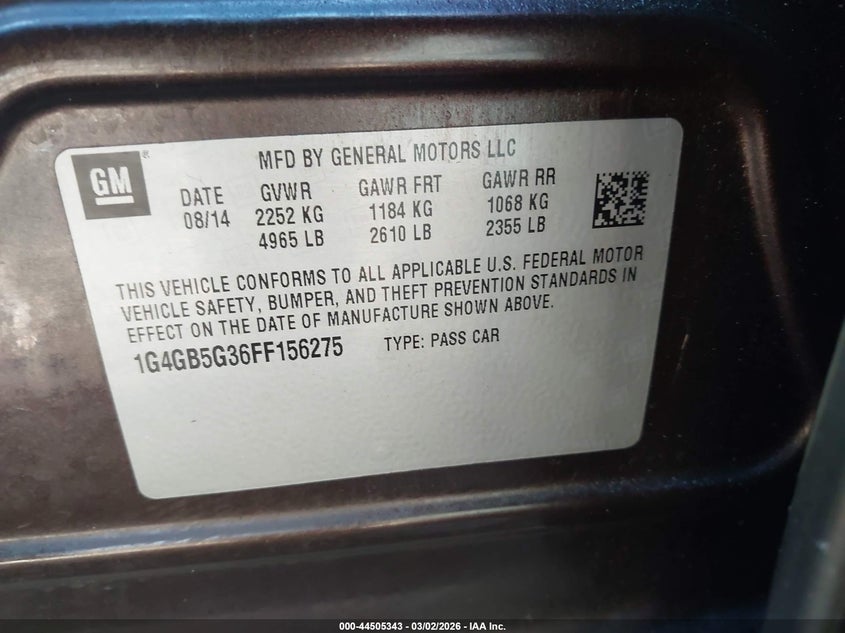 GM ®
MFD BY GENERAL MOTORS LLC
DATE GVWR GAWR FRT GAWR RR
08/14 2252 KG 1184 KG 1068 KG
4965 LB 2610 LB 2355 LB
THIS VEHICLE CONFORMS TO ALL APPLICABLE U.S. FEDERAL MOTOR
VEHICLE SAFETY, BUMPER, AND THEFT PREVENTION STANDARDS IN
EFFECT ON THE DATE OF MANUFACTURE SHOWN ABOVE.
1G4GB5G36FF156275 TYPE: PASS CAR
000-44505343 - 03/02/2026 - IAA Inc.